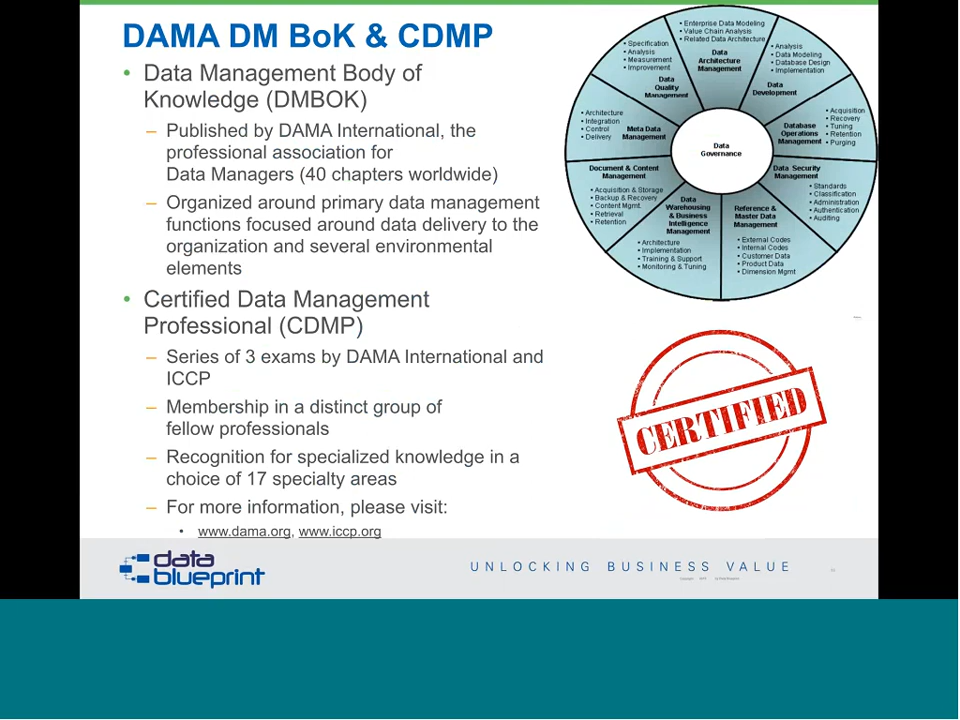 DAMA DM BoK & CDMP
• Data Management Body of
Knowledge (DMBOK)
– Published by DAMA International, the
professional association for
Data Managers (40 chapters worldwide)
– Organized around primary data management
functions focused around data delivery to the
organization and several environmental
elements
• Certified Data Management
Professional (CDMP)
– Series of 3 exams by DAMA International and
ICCP
– Membership in a distinct group of
fellow professionals
– Recognition for specialized knowledge in a
choice of 17 specialty areas
– For more information, please visit:
• www.dama.org, www.iccp.org
• Enterprise Data Modeling
• Value Chain Analysis
• Related Data Architecture
Data
Architecture
Management
• Analysis
• Data Modeling
• Database Design
• Implementation
Data
Development
• Acquisition
• Recovery
• Tuning
• Retention
• Purging
Database
Operations
Management
Data Security
Management
• Standards
• Classification
• Administration
• Authentication
• Auditing
Reference &
Master Data
Management
• External Codes
• Internal Codes
• Customer Data
• Product Data
• Dimension Mgmt
Data
Warehousing
& Business
Intelligence
Management
• Architecture
• Implementation
• Training & Support
• Monitoring & Tuning
Document & Content
Management
• Acquisition & Storage
• Backup & Recovery
• Content Mgmt.
• Retrieval
• Retention
• Architecture
• Integration
• Control
• Delivery
Meta Data
Management
• Specification
• Analysis
• Measurement
• Improvement
Data
Quality
Management
Data
Governance
CERTIFIED
data
blueprint
UNLOCKING BUSINESS VALUE